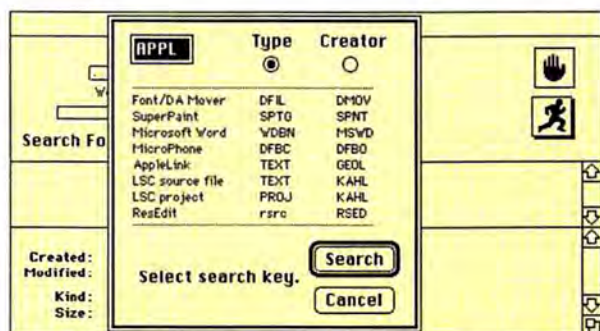 APPL Type Creator
Font/DA Mover DFIL DMOV
SuperPaint SPTG SPNT
Microsoft Word WDBN MSWD
MicroPhone DFBC DFBO
AppleLink TEXT GEOL
LSC source file TEXT KAHL
LSC project PROJ KAHL
ResEdit rsrc RSED
Search Fo
Select search key.
Search
Cancel
Created:
Modified:
Kind:
Size: